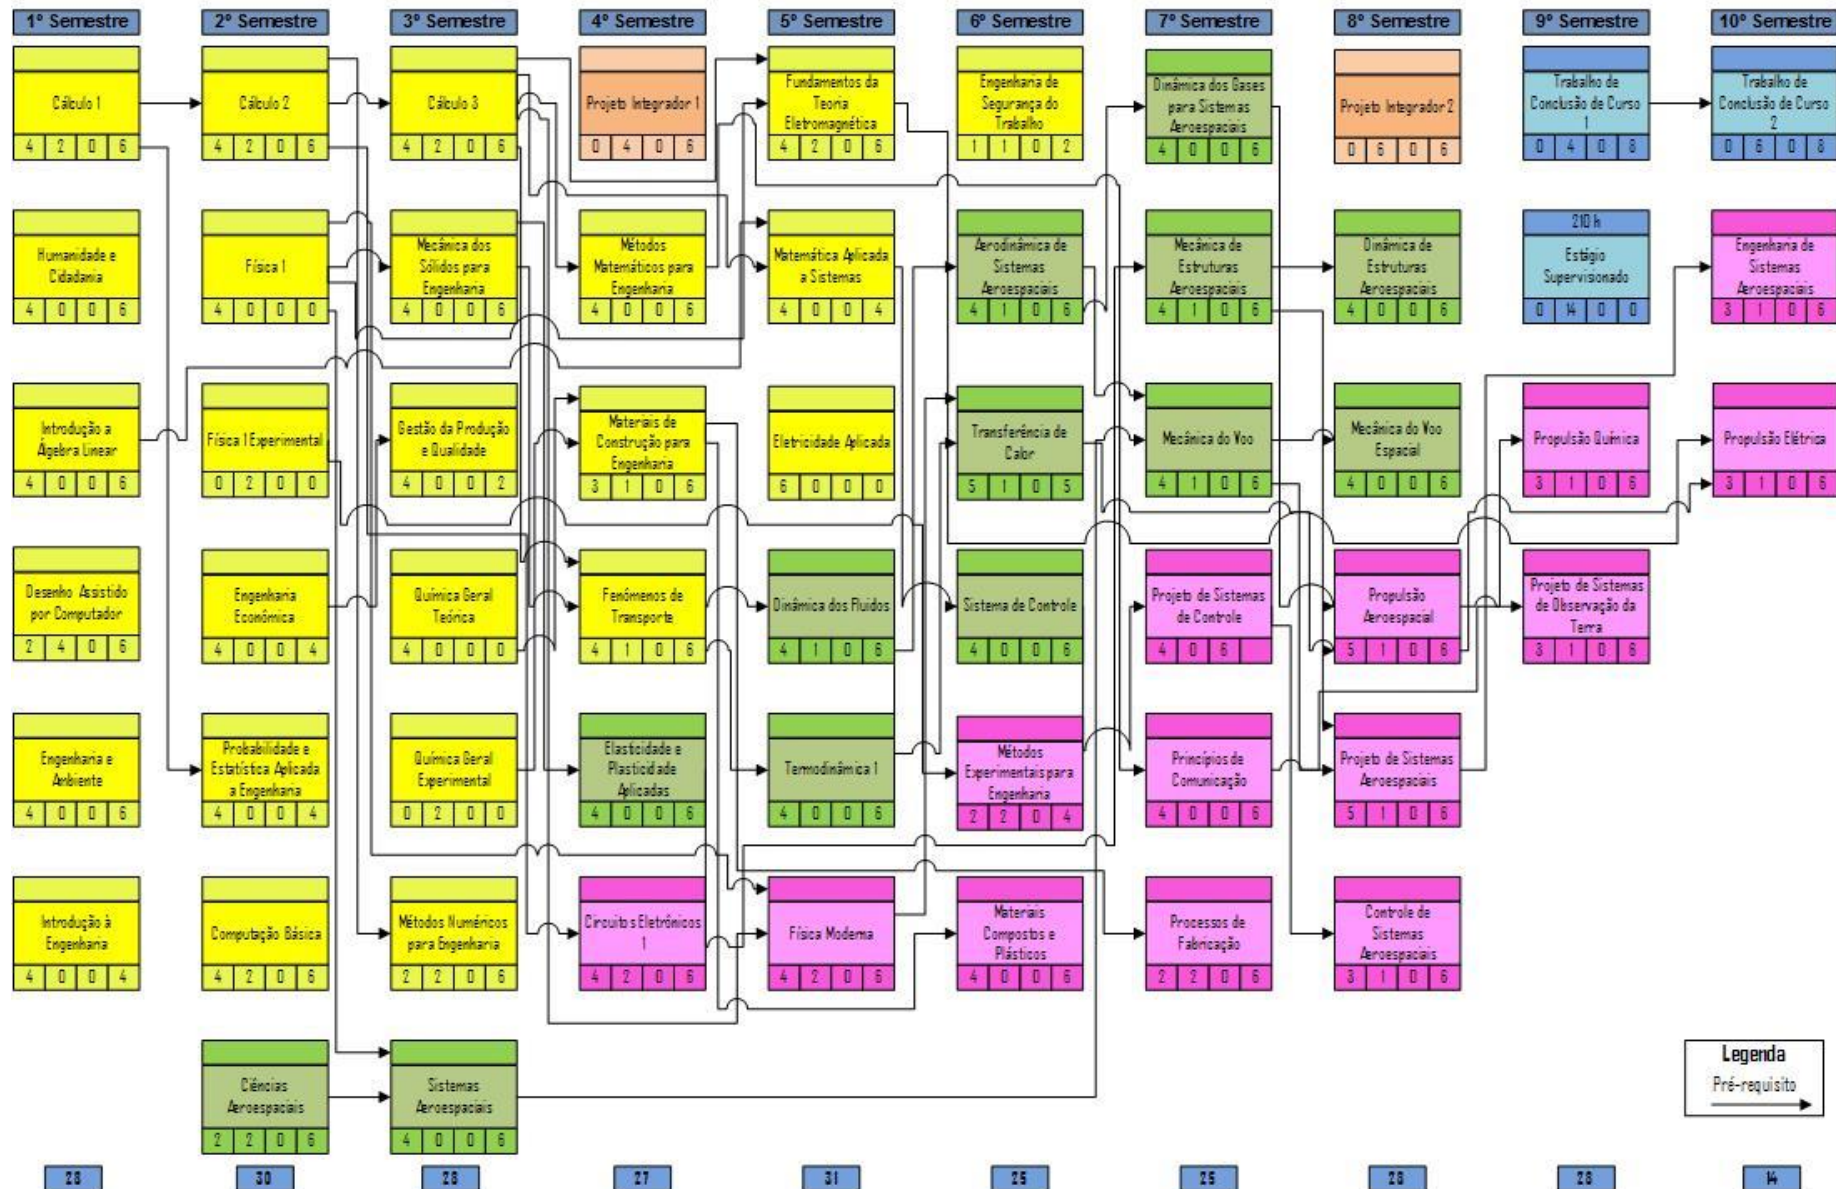 1º Semestre
2º Semestre
3º Semestre
4º Semestre
5º Semestre
6º Semestre
7º Semestre
8º Semestre
9º Semestre
10º Semestre
Cálculo 1
4 2 0 6
Humanidade e
Cidadania
4 0 0 6
Introdução a
Álgebra Linear
4 0 0 6
Desenho Assistido
por Computador
2 4 0 6
Engenharia e
Ambiente
4 0 0 6
Introdução à
Engenharia
4 0 0 4
28
Cálculo 2
4 2 0 6
Física 1
4 0 0 0
Física 1 Experimental
0 2 0 0
Engenharia
Econômica
4 0 0 4
Probabilidade e
Estatística Aplicada
a Engenharia
4 0 0 4
Computação Básica
4 2 0 6
Ciências
Aeroespaciais
2 2 0 6
30
Cálculo 3
4 2 0 6
Mecânica dos
Sólidos para
Engenharia
4 0 0 6
Gestão da Produção
e Qualidade
4 0 0 2
Química Geral
Teórica
4 0 0 0
Química Geral
Experimental
0 2 0 0
Métodos Numéricos
para Engenharia
2 2 0 6
Sistemas
Aeroespaciais
4 0 0 6
28
Projeto Integrador 1
0 4 0 6
Métodos
Matemáticos para
Engenharia
4 0 0 6
Materiais de
Construção para
Engenharia
3 1 0 6
Fenômenos de
Transporte
4 1 0 6
Elasticidade e
Plasticidade
Aplicadas
4 0 0 6
Circuitos Eletrônicos
1
4 2 0 6
27
Fundamentos da
Teoria
Eletromagnética
4 2 0 6
Matemática Aplicada
a Sistemas
4 0 0 4
Eletricidade Aplicada
6 0 0 0
Dinâmica dos Fluidos
4 1 0 6
Termodinâmica 1
4 0 0 6
Física Moderna
4 2 0 6
31
Engenharia de
Segurança do
Trabalho
1 1 0 2
Aerodinâmica de
Sistemas
Aeroespaciais
4 1 0 6
Transferência de
Calor
5 1 0 5
Sistema de Controle
4 0 0 6
Métodos
Experimentais para
Engenharia
2 2 0 4
Materiais
Compostos e
Plásticos
4 0 0 6
25
Dinâmica dos Gases
para Sistemas
Aeroespaciais
4 0 0 6
Mecânica de
Estruturas
Aeroespaciais
4 1 0 6
Mecânica do Voo
4 1 0 6
Projeto de Sistemas
de Controle
4 0 6
Princípios de
Comunicação
4 0 0 6
Processos de
Fabricação
2 2 0 6
25
Projeto Integrador 2
0 6 0 6
Dinâmica de
Estruturas
Aeroespaciais
4 0 0 6
Mecânica do Voo
Espacial
4 0 0 6
Propulsão
Aeroespacial
5 1 0 6
Projeto de Sistemas
Aeroespaciais
5 1 0 6
Controle de
Sistemas
Aeroespaciais
3 1 0 6
28
Trabalho de
Conclusão de Curso
1
0 4 0 8
210 h
Estágio
Supervisionado
0 14 0 0
Propulsão Química
3 1 0 6
Projeto de Sistemas
de Observação da
Terra
3 1 0 6
28
Trabalho de
Conclusão de Curso
2
0 6 0 8
Engenharia de
Sistemas
Aeroespaciais
3 1 0 6
Propulsão Elétrica
3 1 0 6
14
Legenda
Pré-requisito